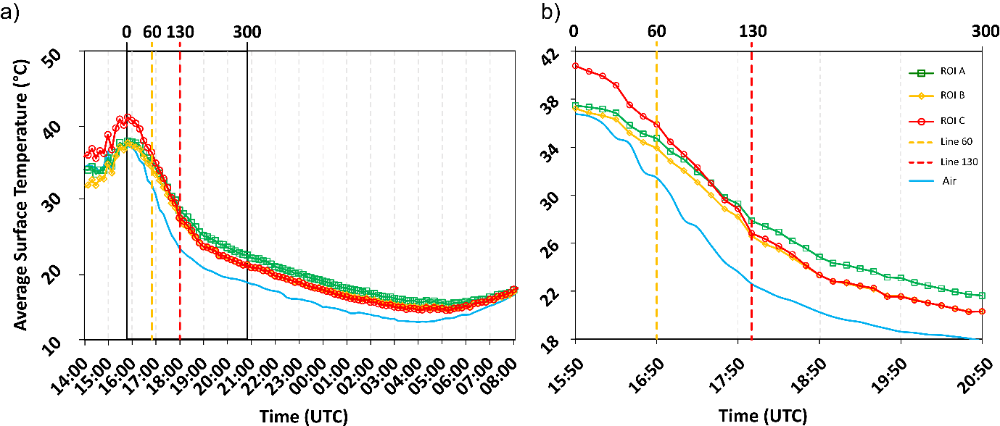 a)
0 60 130 300
Average Surface Temperature (°C)
50
40
30
20
10
14:00 15:00 16:00 17:00 18:00 19:00 20:00 21:00 22:00 23:00 00:00 01:00 02:00 03:00 04:00 05:00 06:00 07:00 08:00
Time (UTC)
b)
0 60 130 300
42
38
34
30
26
22
18
ROI A
ROI B
ROI C
Line 60
Line 130
Air
15:50 16:50 17:50 18:50 19:50 20:50
Time (UTC)